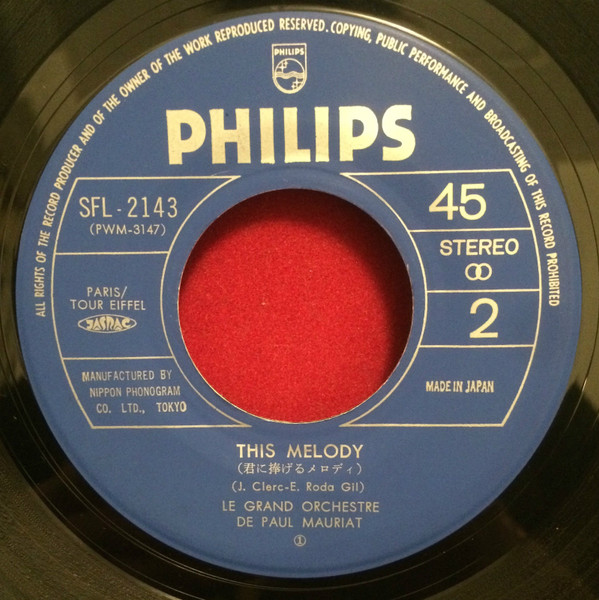 ALL RIGHTS OF THE RECORD PRODUCER AND OF THE OWNER OF THE WORK REPRODUCED RESERVED. COPYING, PUBLIC PERFORMANCE AND BROADCASTING OF THIS RECORD PROHIBITED
PHILIPS
PHILIPS
SFL-2143
(PWM-3147)
45
STEREO
PARIS/
TOUR EIFFEL
JASRAC
2
MANUFACTURED BY
NIPPON PHONOGRAM
CO. LTD., TOKYO
MADE IN JAPAN
THIS MELODY
(君に捧げるメロディ)
(J. Clerc-E. Roda Gil)
LE GRAND ORCHESTRE
DE PAUL MAURIAT
①